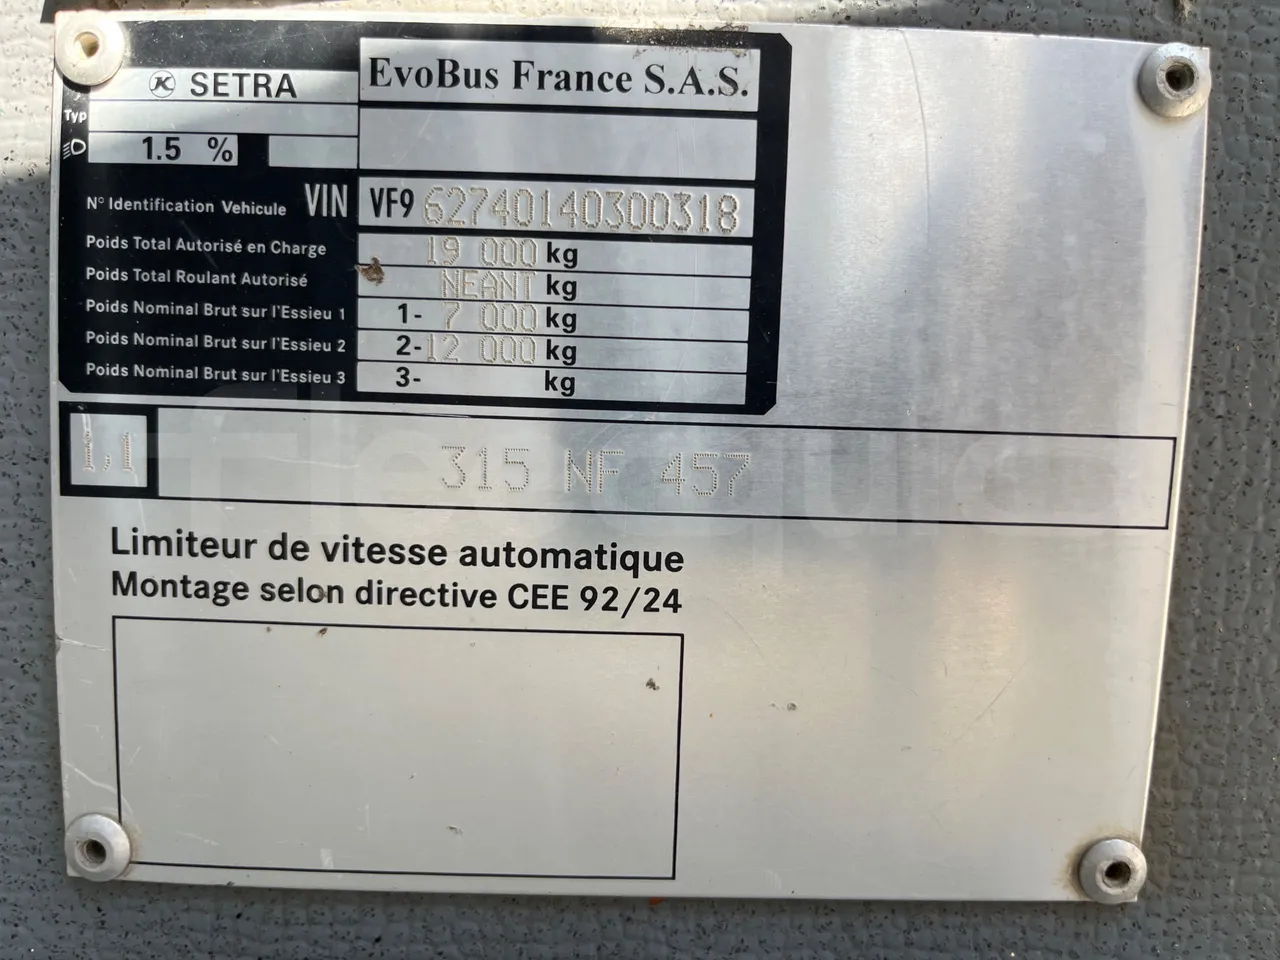 SETRA
EvoBus France S.A.S.
Typ
1.5 %
N° Identification Vehicule VIN VF9 62740140300318
Poids Total Autorisé en Charge 19 000 kg
Poids Total Roulant Autorisé NEANT kg
Poids Nominal Brut sur l'Essieu 1 1- 7 000 kg
Poids Nominal Brut sur l'Essieu 2 2- 12 000 kg
Poids Nominal Brut sur l'Essieu 3 3- kg
1,1 315 NF 457
Limiteur de vitesse automatique
Montage selon directive CEE 92/24